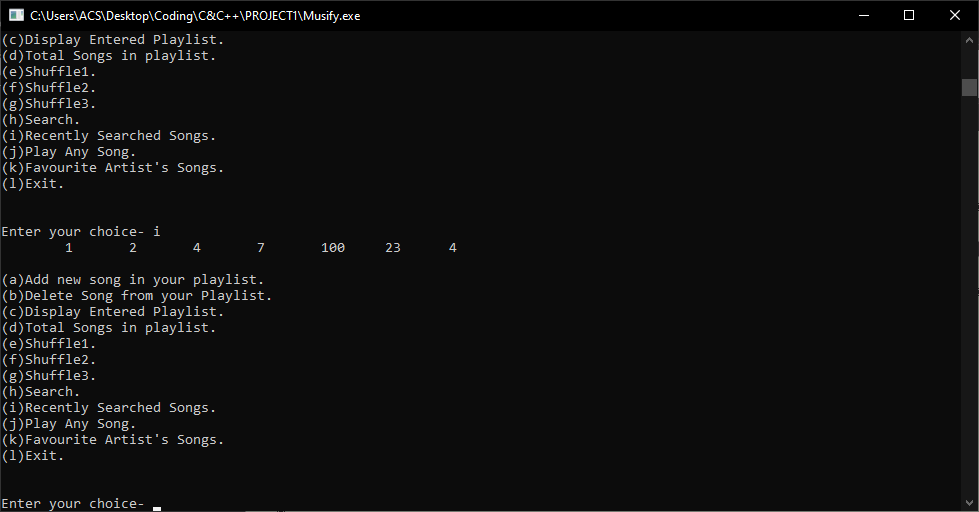 C:\Users\ACS\Desktop\Coding\C&C++\PROJECT1\Musify.exe
(c)Display Entered Playlist.
(d)Total Songs in playlist.
(e)Shuffle1.
(f)Shuffle2.
(g)Shuffle3.
(h)Search.
(i)Recently Searched Songs.
(j)Play Any Song.
(k)Favourite Artist's Songs.
(l)Exit.
Enter your choice- i
1 2 4 7 100 23 4
(a)Add new song in your playlist.
(b)Delete Song from your Playlist.
(c)Display Entered Playlist.
(d)Total Songs in playlist.
(e)Shuffle1.
(f)Shuffle2.
(g)Shuffle3.
(h)Search.
(i)Recently Searched Songs.
(j)Play Any Song.
(k)Favourite Artist's Songs.
(l)Exit.
Enter your choice-